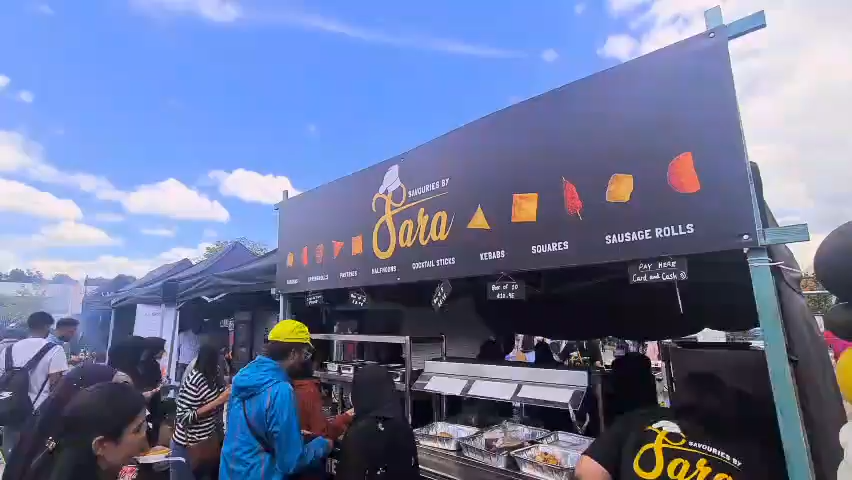 SAVOURIES BY
Sara
SPRINGROLLS
PASTRIES
HALFMOONS
COCKTAIL STICKS
KEBABS
SQUARES
SAUSAGE ROLLS
PAY HERE
Card and Cash
Box of 10
SAVOURIES BY
Sara